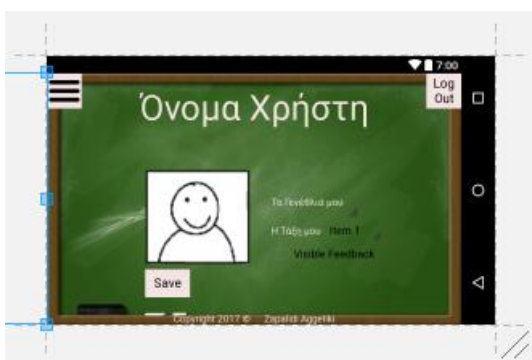 7:00
Log
Out
Όνομα Χρήστη
Τα Γενέθλιά μου
Η Τάξη μου Item 1
Visible Feedback
Save
Copyright 2017 © Zapalidi Aggeliki